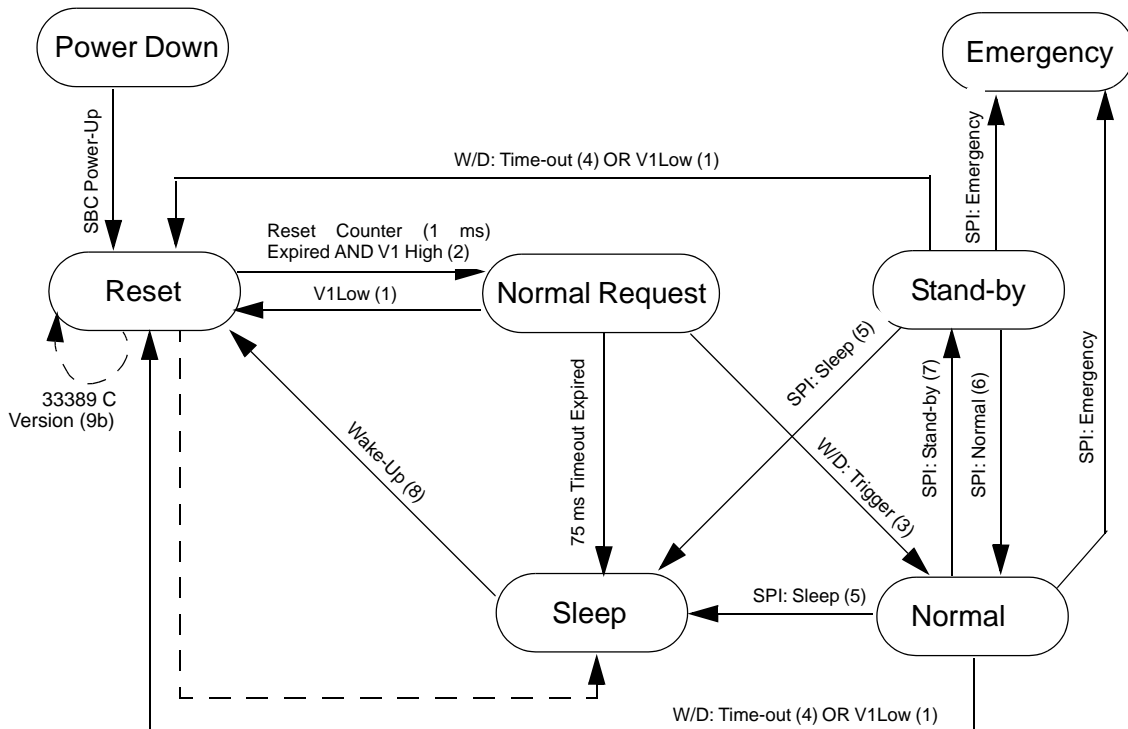 Power Down
Emergency
SBC Power-Up
W/D: Time-out (4) OR V1Low (1)
SPI: Emergency
Reset Counter (1 ms)
Expired AND V1 High (2)
Reset
V1Low (1)
Normal Request
Stand-by
33389 C
Version (9b)
Wake-Up (8)
75 ms Timeout Expired
SPI: Sleep (5)
W/D: Trigger (3)
SPI: Stand-by (7)
SPI: Normal (6)
SPI: Emergency
Sleep
SPI: Sleep (5)
Normal
W/D: Time-out (4) OR V1Low (1)